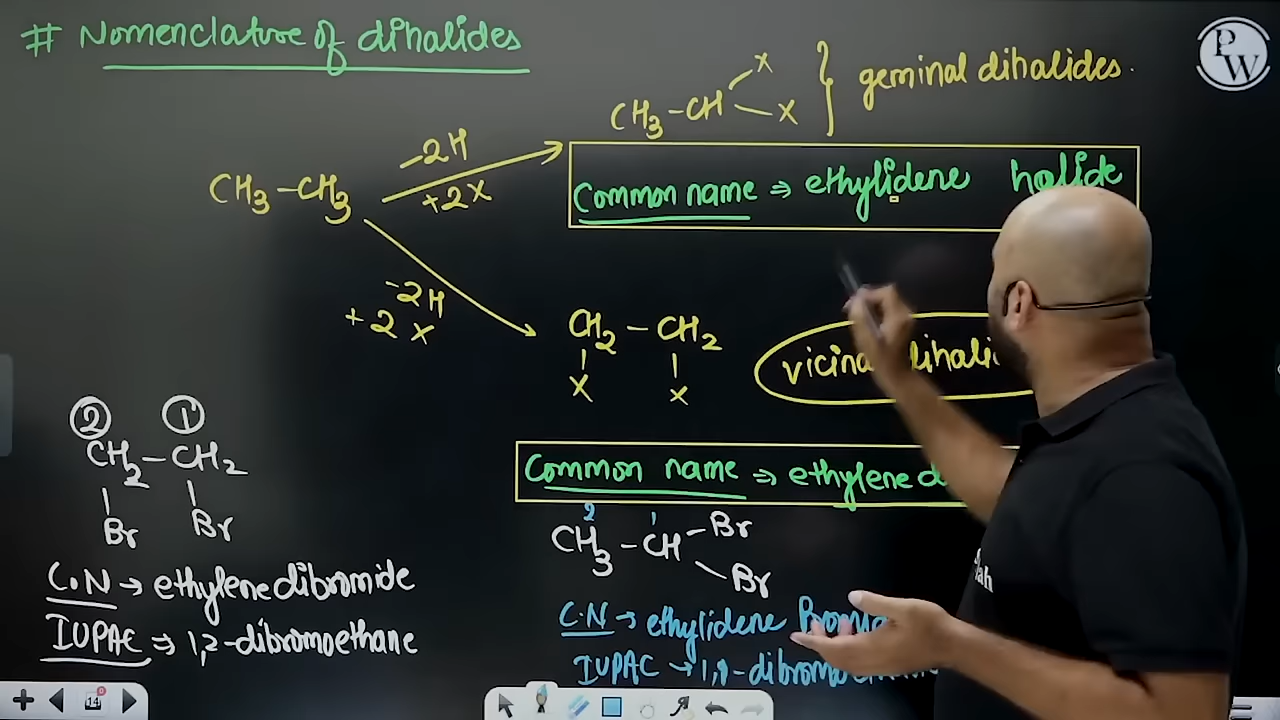 # Nomenclature of dihalides
PW
CH3-CH X X } geminal dihalides.
-2H
+2X
CH3-CH3
Common name ⇒ ethylidene halide
-2H
+2X
CH2-CH2
X X
vicinal dihali
② ①
CH2-CH2
Br Br
Common name ⇒ ethylene d
2 1
CH3-CH Br Br
C.N → ethylenedibromide
IUPAC ⇒ 1,2-dibromoethane
C.N → ethylidene
IUPAC → 1,1-dibromo
14